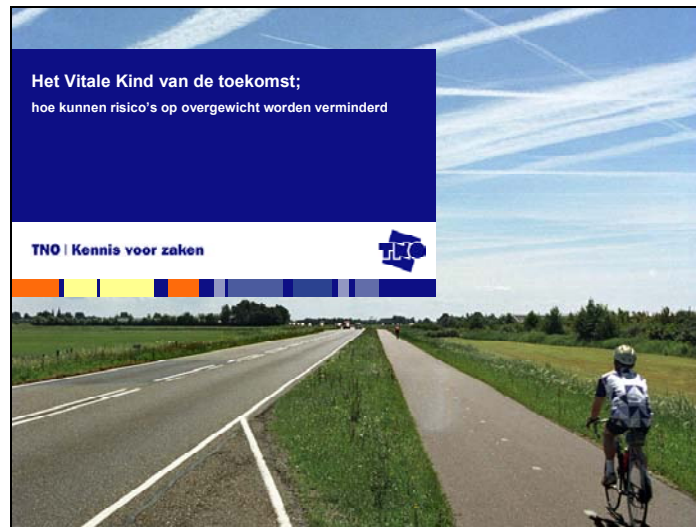 Het Vitale Kind van de toekomst;
hoe kunnen risico's op overgewicht worden verminderd
TNO | Kennis voor zaken
TNO